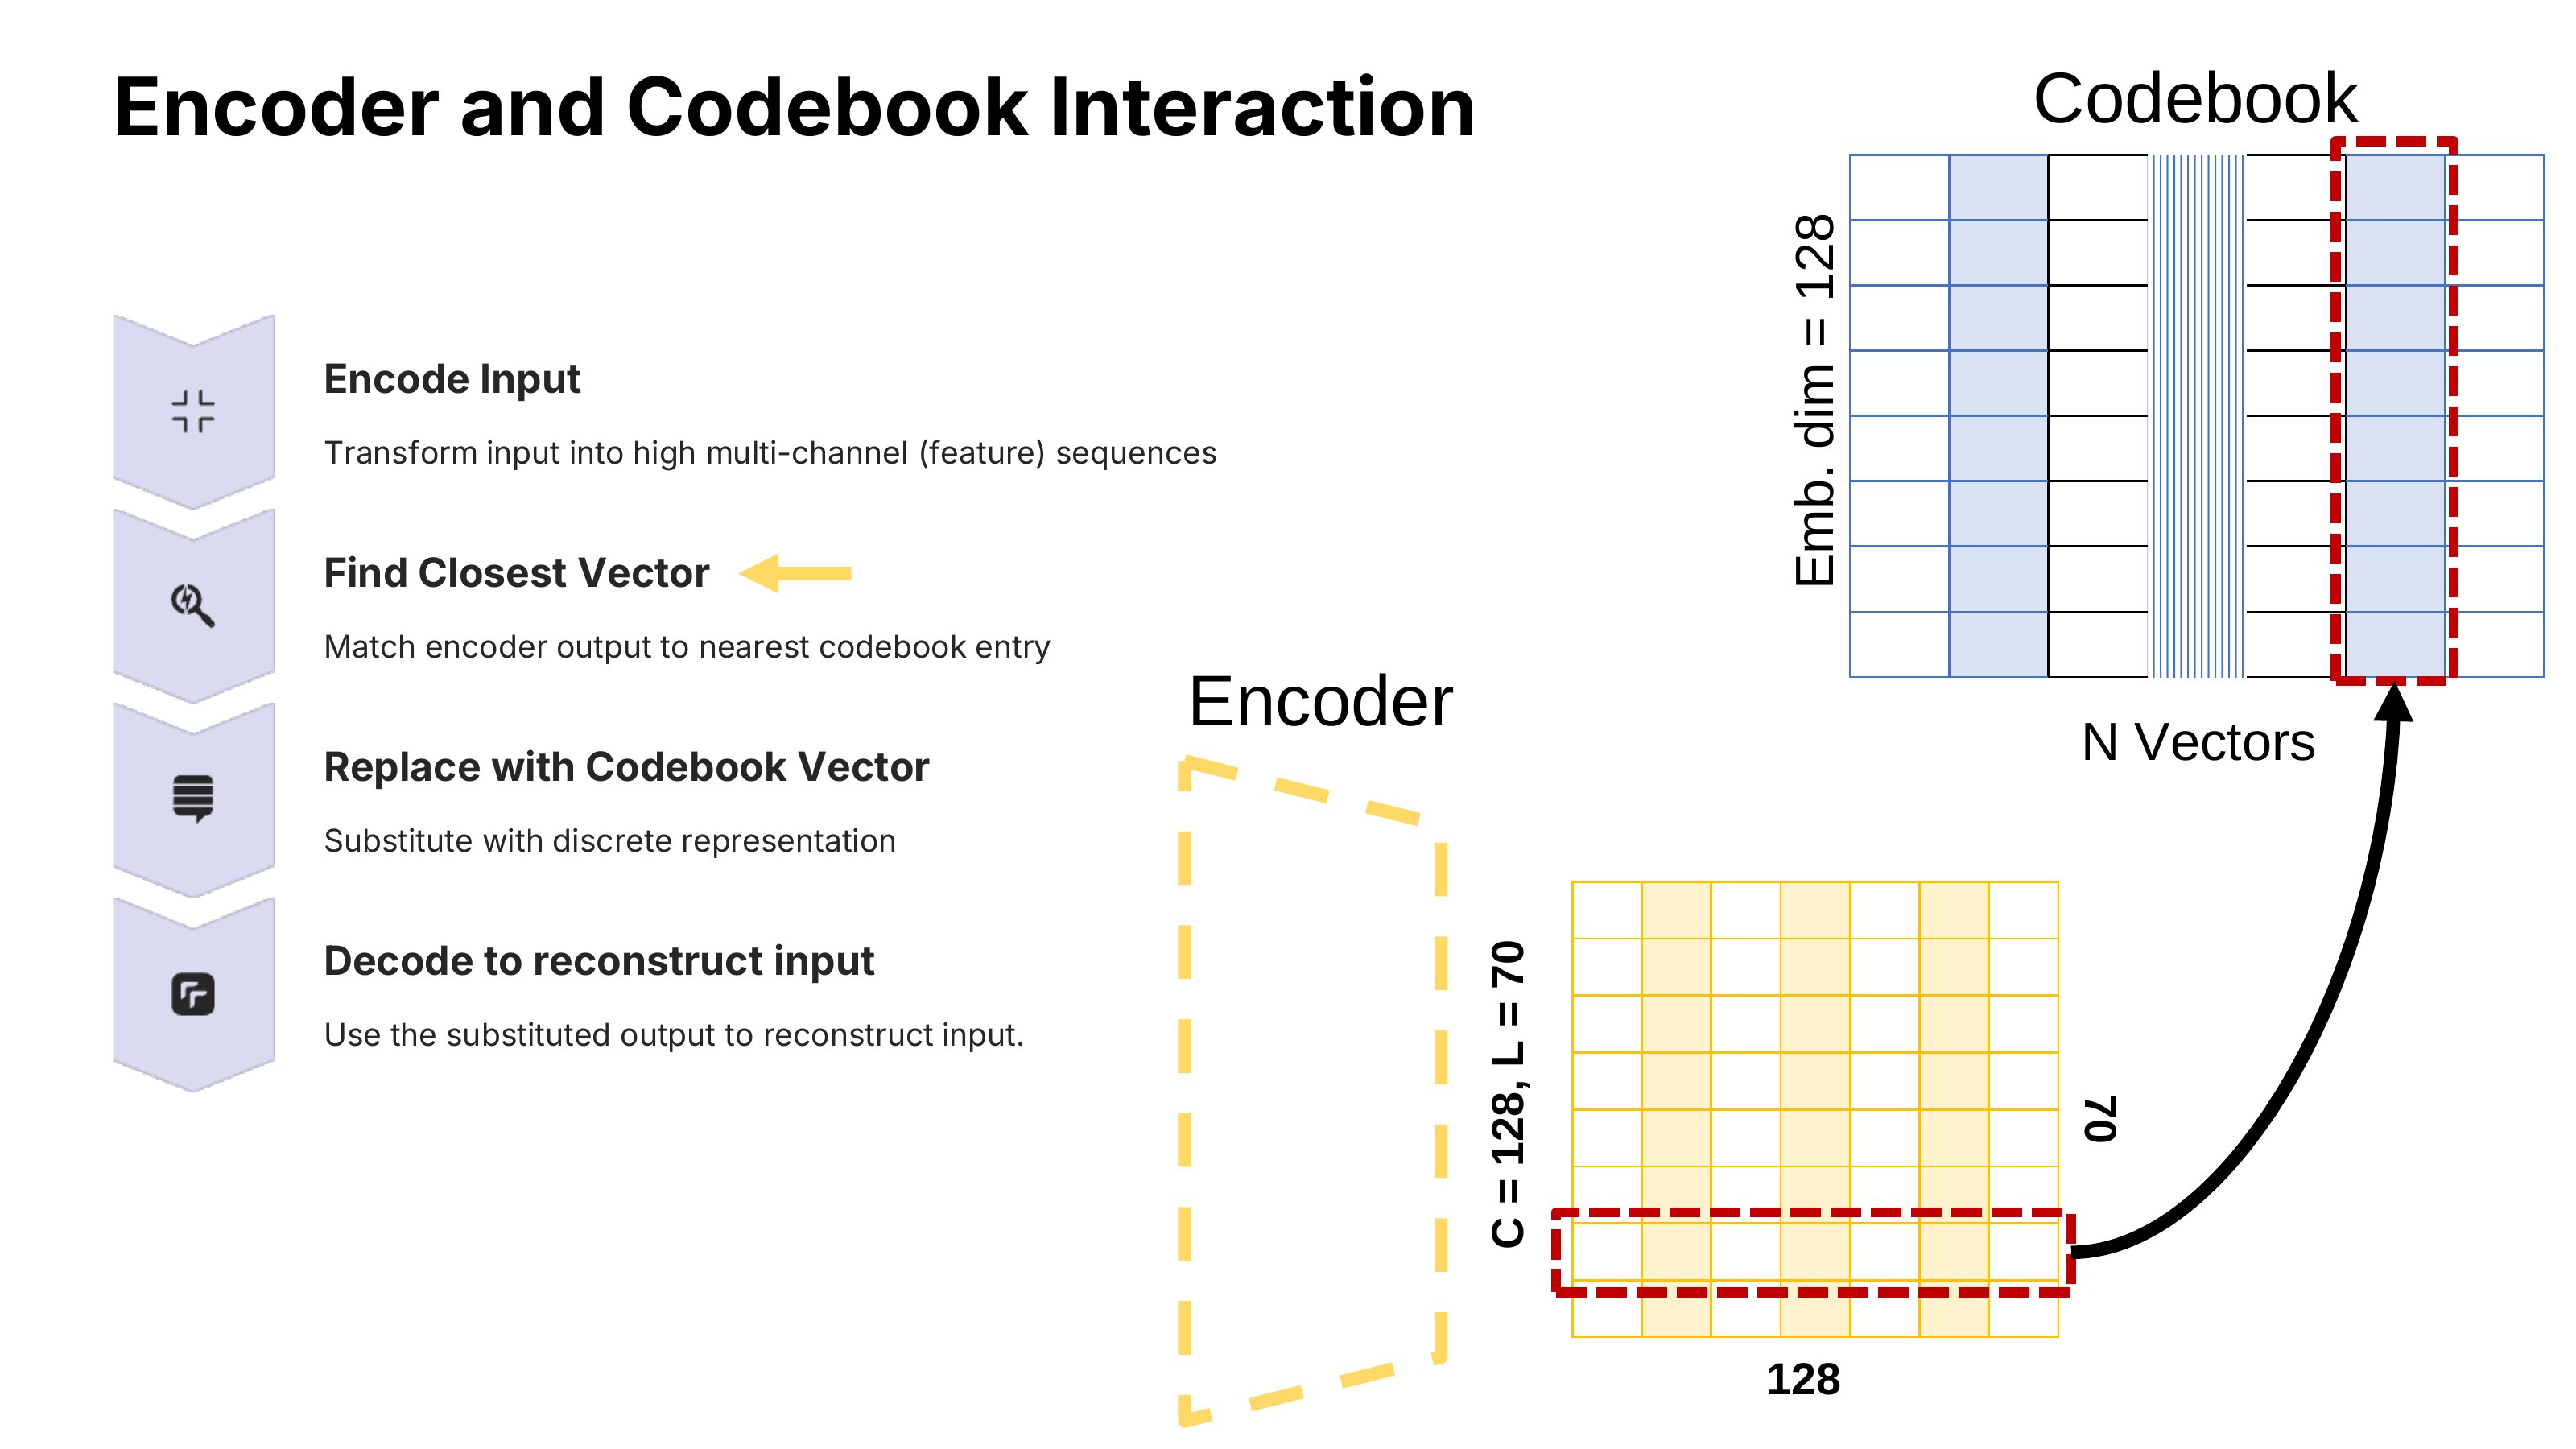 Encoder and Codebook Interaction
Codebook
Emb. dim = 128
N Vectors
Encode Input
Transform input into high multi-channel (feature) sequences
Find Closest Vector
Match encoder output to nearest codebook entry
Replace with Codebook Vector
Substitute with discrete representation
Decode to reconstruct input
Use the substituted output to reconstruct input.
Encoder
C = 128, L = 70
70
128